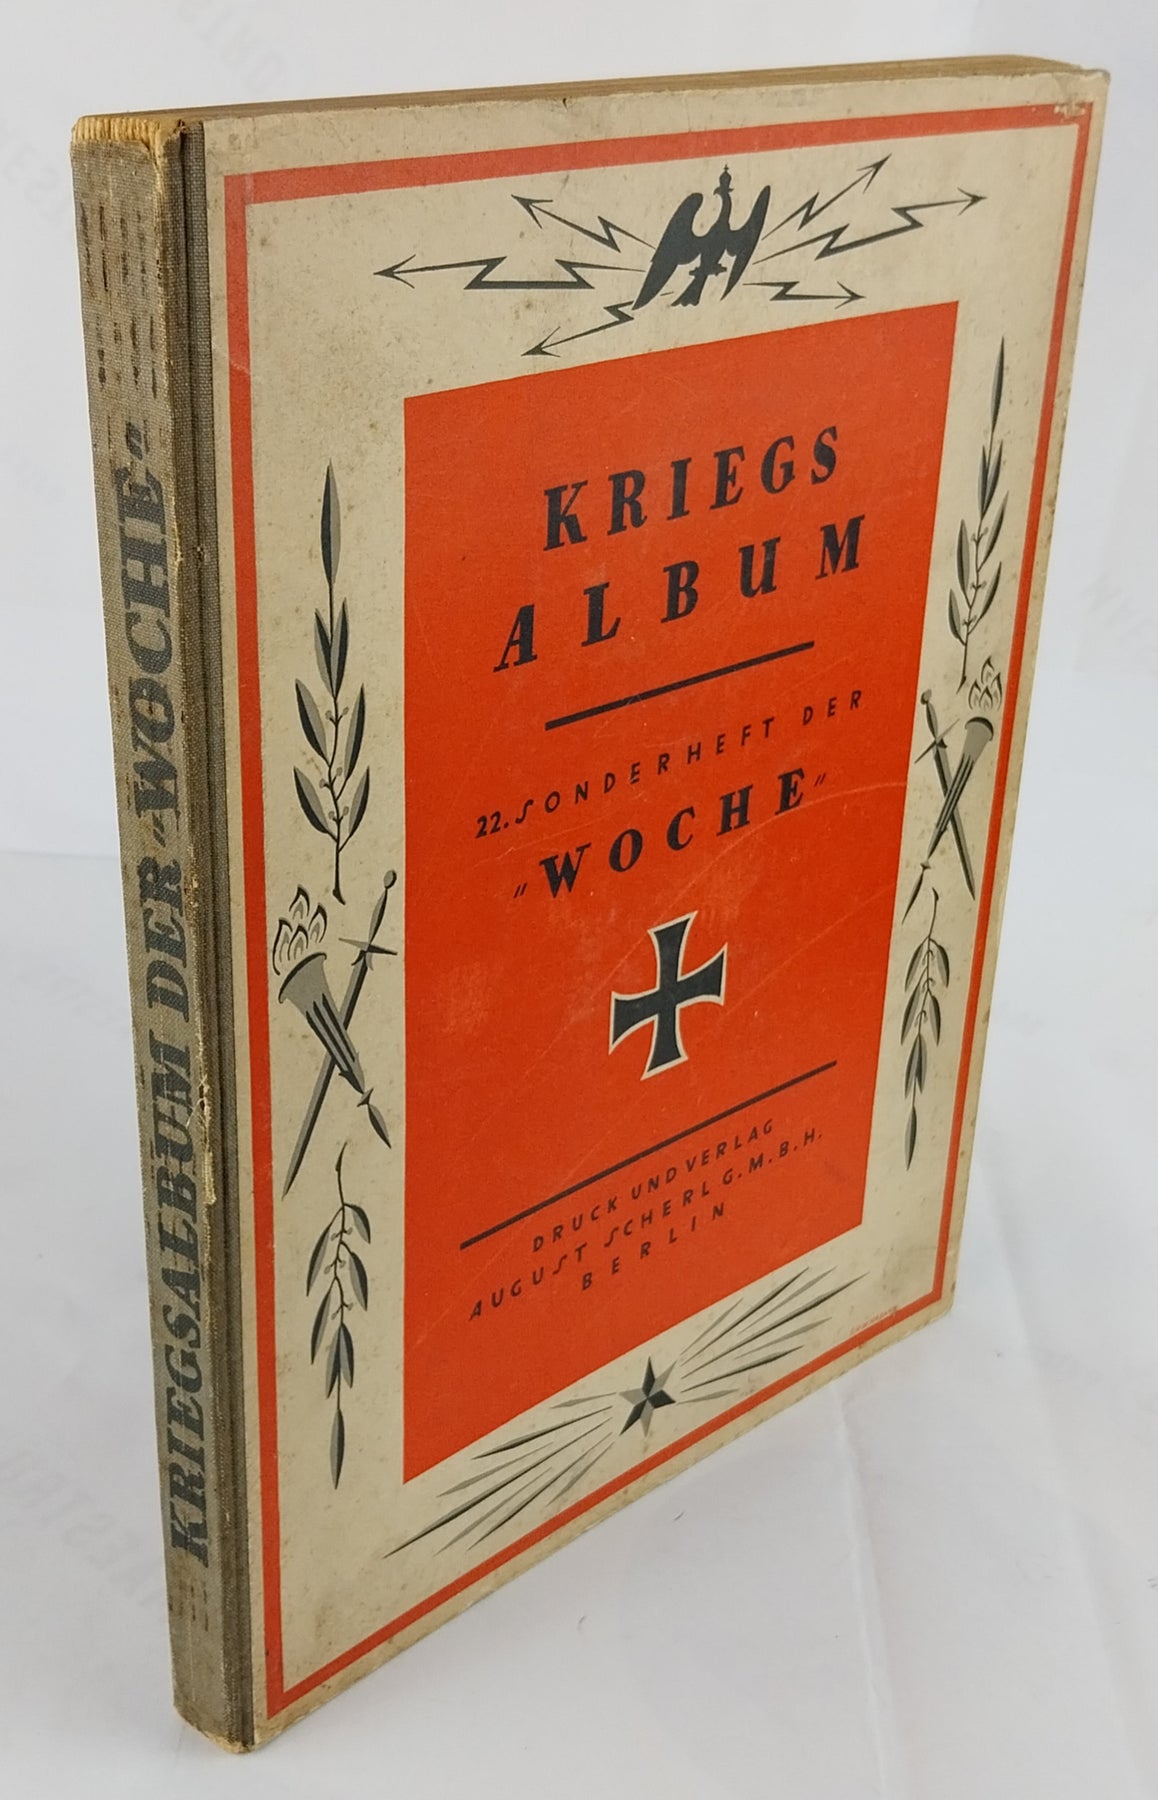 KRIEGSALBUM DER „WOCHE"
KRIEGS
ALBUM
22. SONDERHEFT DER
„WOCHE"
DRUCK UND VERLAG
AUGUST SCHERL G.M.B.H.
BERLIN